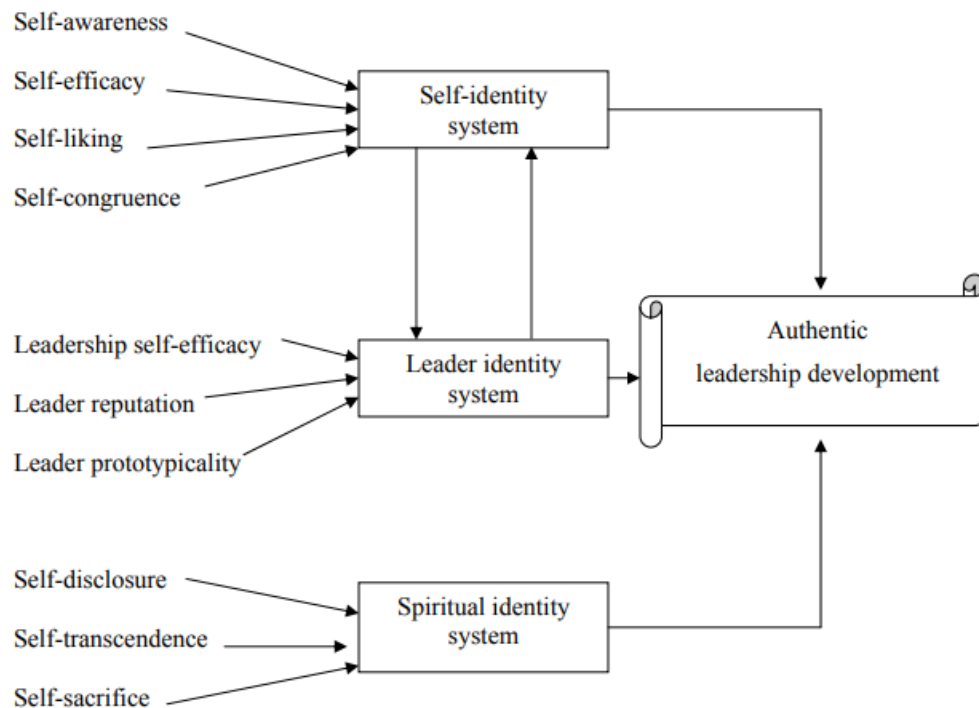 Self-awareness
Self-efficacy
Self-liking
Self-congruence
Self-identity
system
Leadership self-efficacy
Leader reputation
Leader prototypicality
Leader identity
system
Authentic
leadership development
Self-disclosure
Self-transcendence
Self-sacrifice
Spiritual identity
system